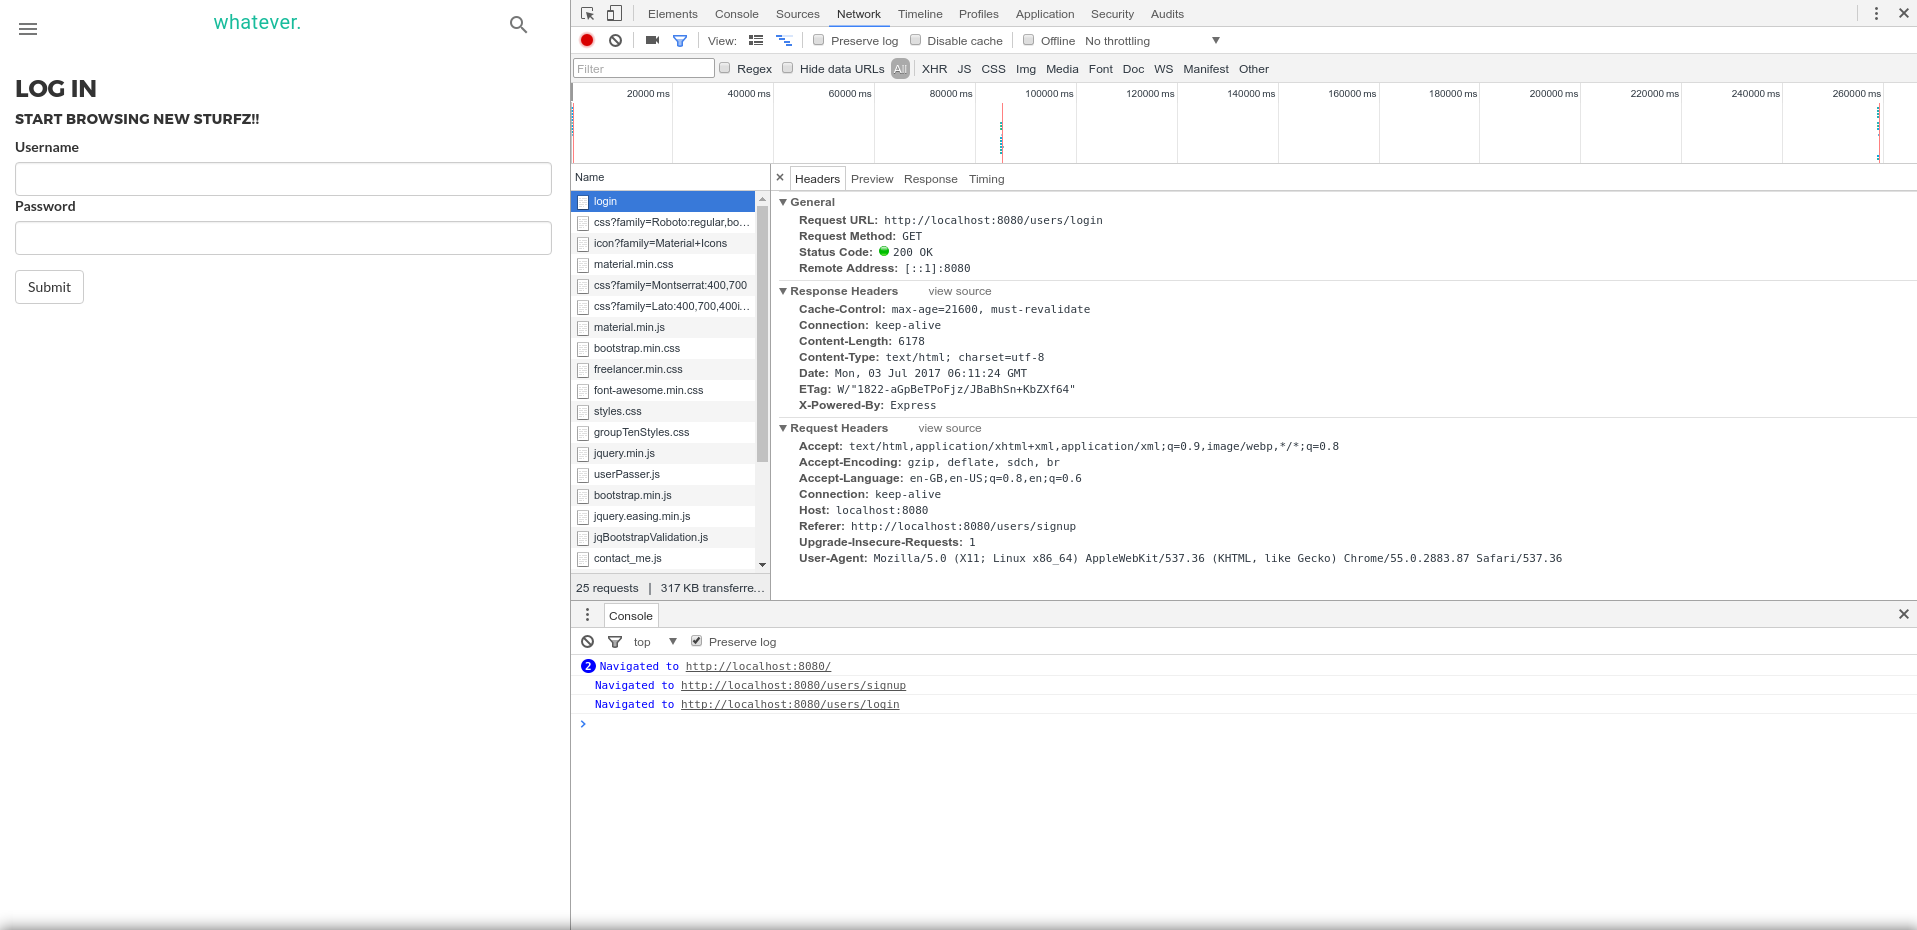 whatever.
LOG IN
START BROWSING NEW STURFZ!!
Username
Password
Submit
Elements Console Sources Network Timeline Profiles Application Security Audits
View: Preserve log Disable cache Offline No throttling
Filter Regex Hide data URLs All XHR JS CSS Img Media Font Doc WS Manifest Other
20000 ms 40000 ms 60000 ms 80000 ms 100000 ms 120000 ms 140000 ms 160000 ms 180000 ms 200000 ms 220000 ms 240000 ms 260000 ms
Name
login
css?family=Roboto:regular,bo...
icon?family=Material+Icons
material.min.css
css?family=Montserrat:400,700
css?family=Lato:400,700,400i...
material.min.js
bootstrap.min.css
freelancer.min.css
font-awesome.min.css
styles.css
groupTenStyles.css
jquery.min.js
userPasser.js
bootstrap.min.js
jquery.easing.min.js
jqBootstrapValidation.js
contact_me.js
25 requests | 317 KB transferre...
× Headers Preview Response Timing
General
Request URL: http://localhost:8080/users/login
Request Method: GET
Status Code: 200 OK
Remote Address: [::1]:8080
Response Headers view source
Cache-Control: max-age=21600, must-revalidate
Connection: keep-alive
Content-Length: 6178
Content-Type: text/html; charset=utf-8
Date: Mon, 03 Jul 2017 06:11:24 GMT
ETag: W/"1822-aGpBeTPoFjz/JBaBhSn+KbZXf64"
X-Powered-By: Express
Request Headers view source
Accept: text/html,application/xhtml+xml,application/xml;q=0.9,image/webp,*/*;q=0.8
Accept-Encoding: gzip, deflate, sdch, br
Accept-Language: en-GB,en-US;q=0.8,en;q=0.6
Connection: keep-alive
Host: localhost:8080
Referer: http://localhost:8080/users/signup
Upgrade-Insecure-Requests: 1
User-Agent: Mozilla/5.0 (X11; Linux x86_64) AppleWebKit/537.36 (KHTML, like Gecko) Chrome/55.0.2883.87 Safari/537.36
Console
top Preserve log
2 Navigated to http://localhost:8080/
Navigated to http://localhost:8080/users/signup
Navigated to http://localhost:8080/users/login